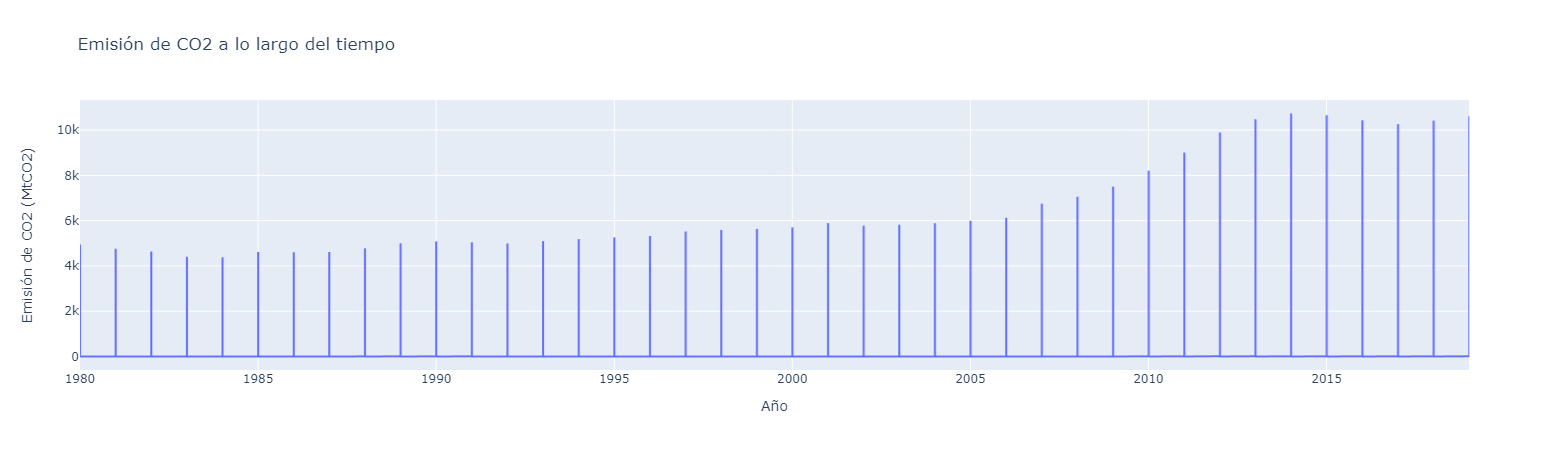 Emisión de CO2 a lo largo del tiempo
Emisión de CO2 (MtCO2)
10k
8k
6k
4k
2k
0
1980 1985 1990 1995 2000 2005 2010 2015
Año